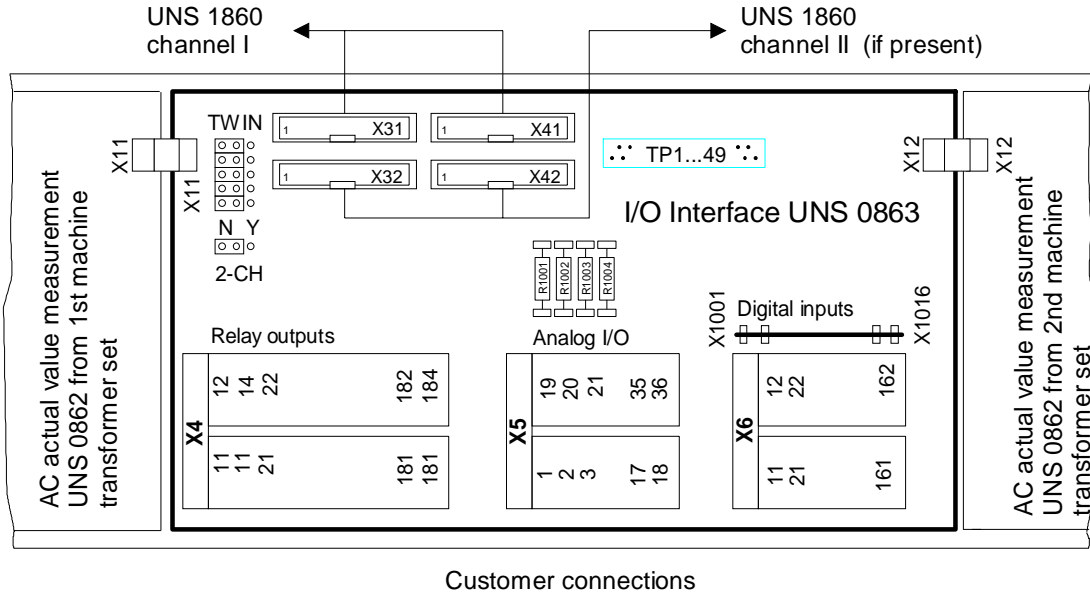 UNS 1860
channel I
UNS 1860
channel II (if present)
X11
AC actual value measurement
UNS 0862 from 1st machine
transformer set
TWIN
X11
N Y
2-CH
1 X31
1 X41
1 X32
1 X42
TP1...49
I/O Interface UNS 0863
R1001
R1002
R1003
R1004
X12
X12
AC actual value measurement
UNS 0862 from 2nd machine
transformer set
Relay outputs
X4
12 14 22 182 184
11 11 21 181 181
Analog I/O
X5
19 20 21 35 36
1 2 3 17 18
X1001
Digital inputs
X1016
X6
12 22 162
11 21 161
Customer connections